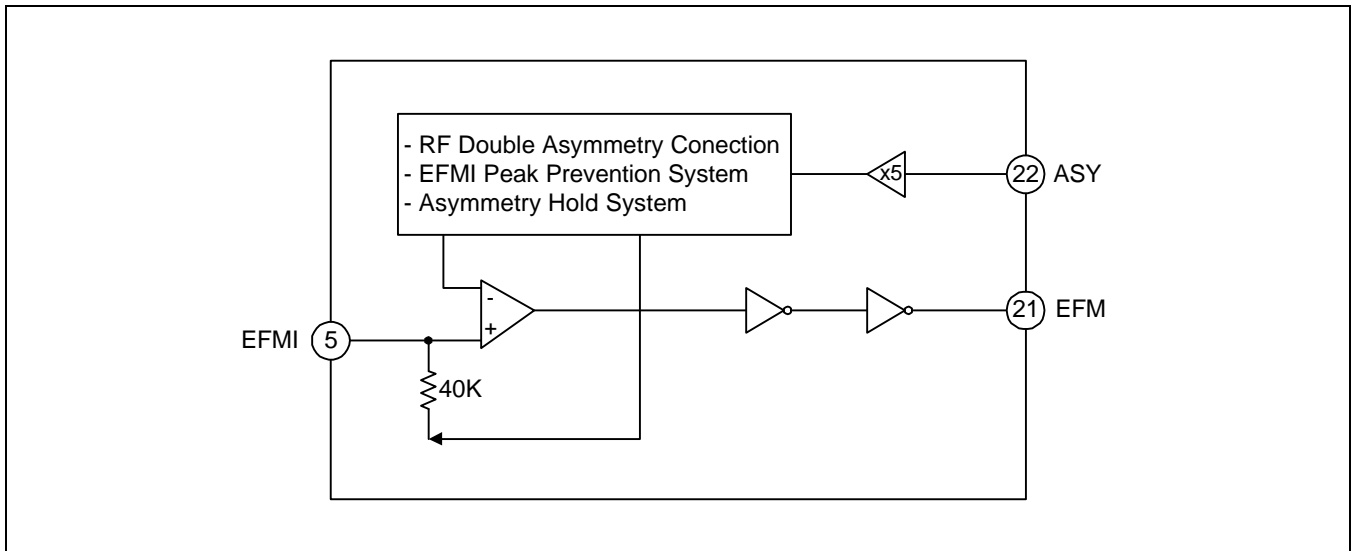 - RF Double Asymmetry Conection
- EFMI Peak Prevention System
- Asymmetry Hold System
x5
22 ASY
-
+
21 EFM
EFMI 5
40K